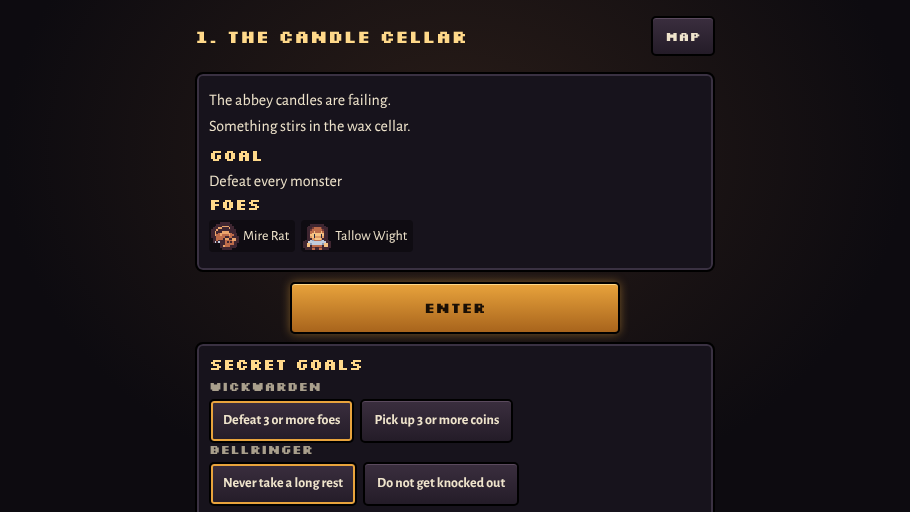 1. THE CANDLE CELLAR
MAP
The abbey candles are failing.
Something stirs in the wax cellar.
GOAL
Defeat every monster
FOES
Mire Rat
Tallow Wight
ENTER
SECRET GOALS
WICKWARDEN
Defeat 3 or more foes
Pick up 3 or more coins
BELLRINGER
Never take a long rest
Do not get knocked out